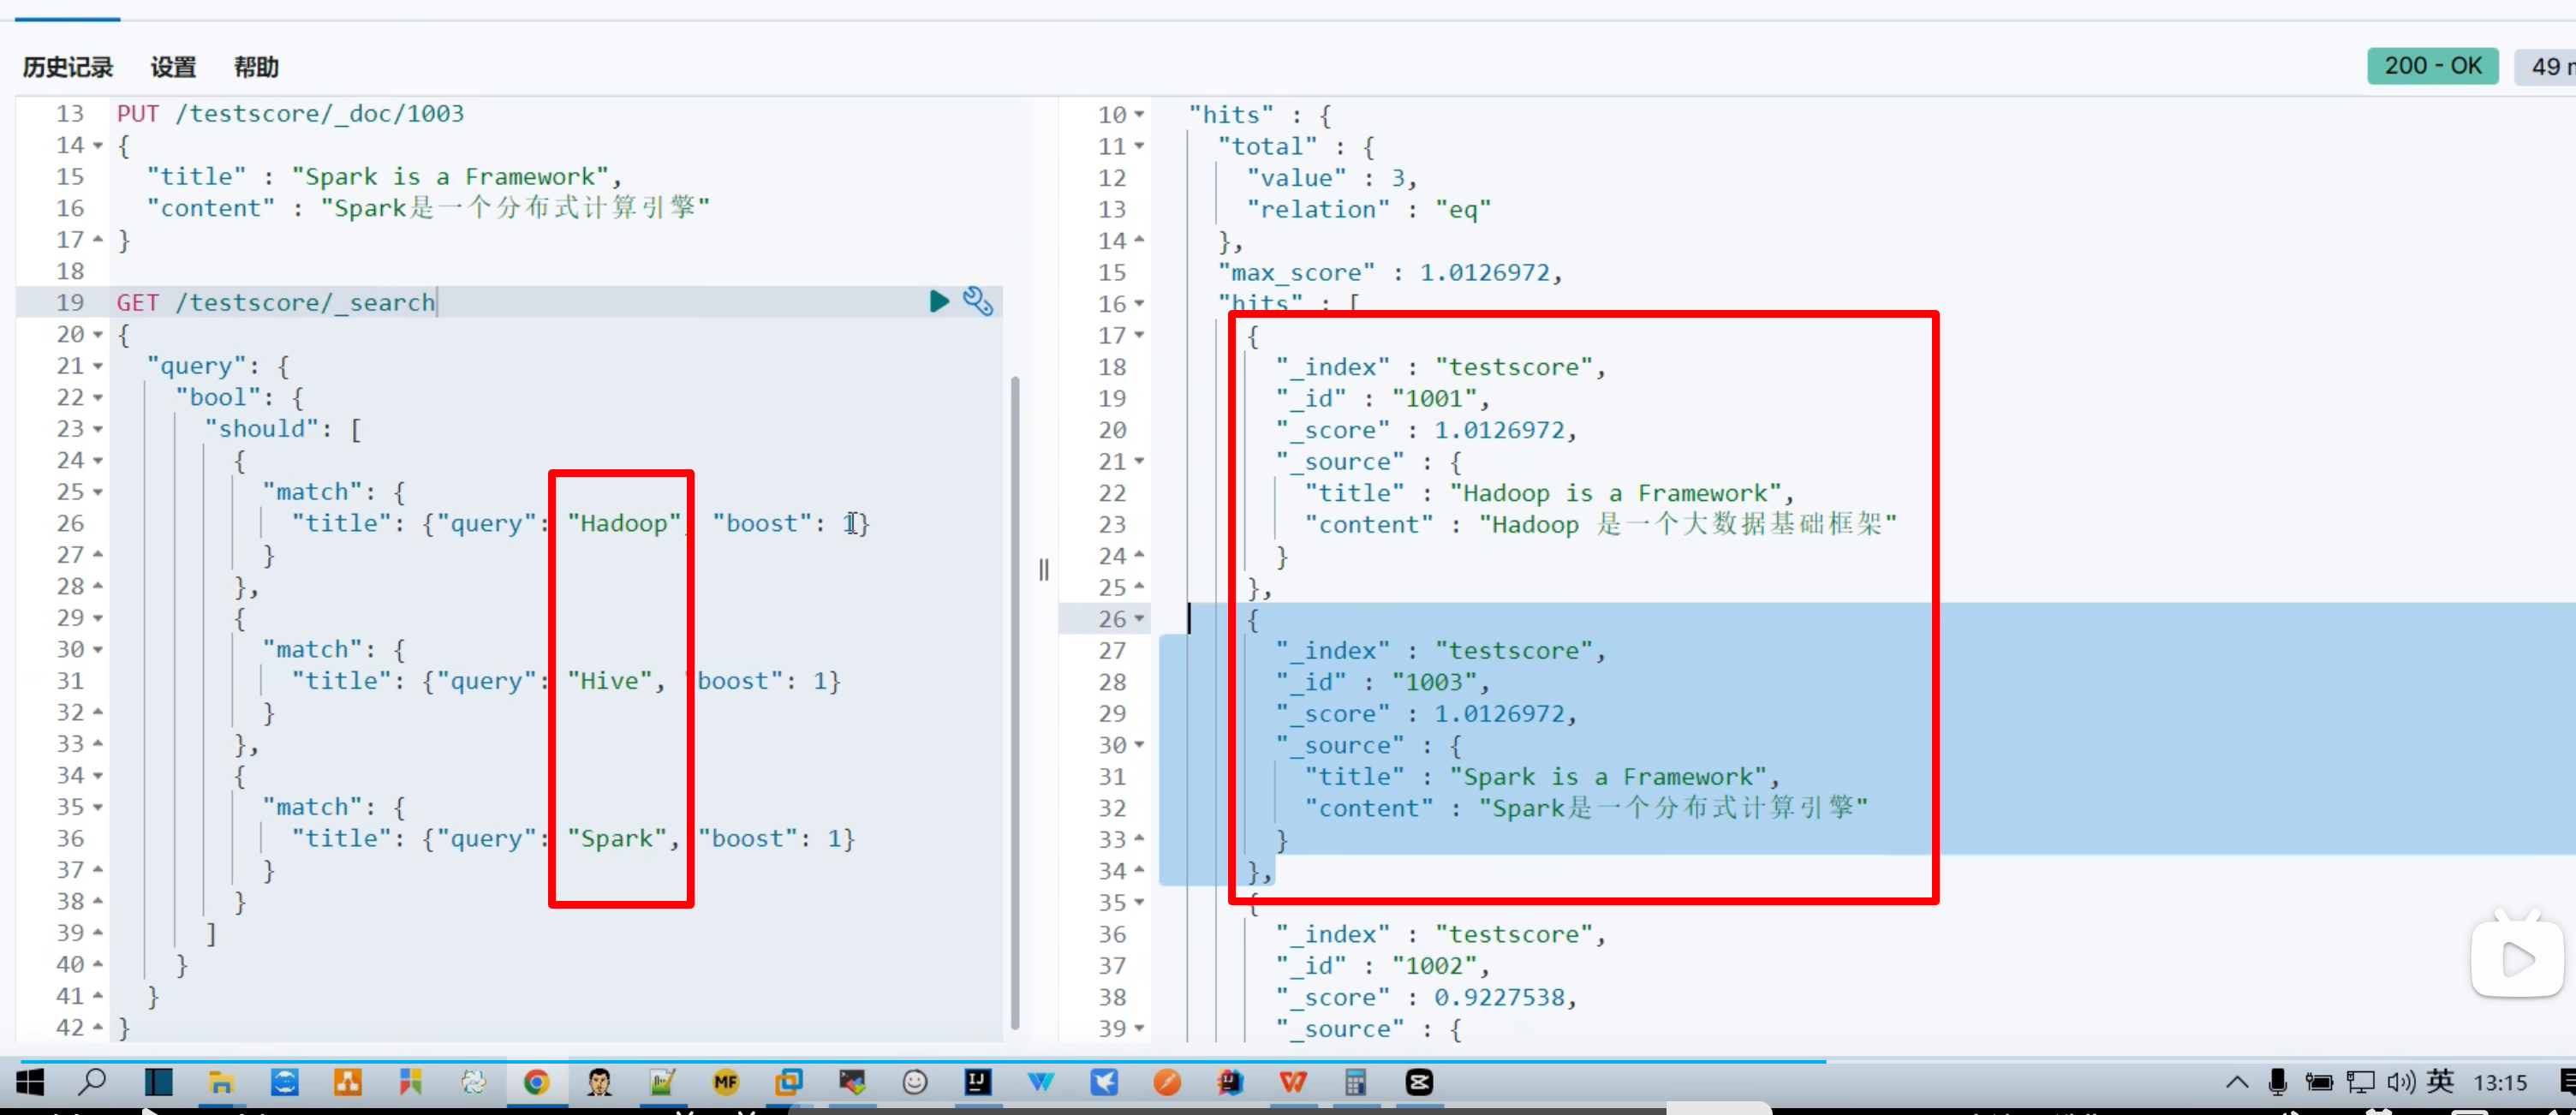 历史记录 设置 帮助
200 - OK
13 PUT /testscore/_doc/1003
14 {
15 "title" : "Spark is a Framework",
16 "content" : "Spark是一个分布式计算引擎"
17 }
18
19 GET /testscore/_search
20 {
21 "query": {
22 "bool": {
23 "should": [
24 {
25 "match": {
26 "title": {"query": "Hadoop", "boost": 1}
27 }
28 },
29 {
30 "match": {
31 "title": {"query": "Hive", "boost": 1}
32 }
33 },
34 {
35 "match": {
36 "title": {"query": "Spark", "boost": 1}
37 }
38 }
39 ]
40 }
41 }
42 }
10 "hits" : {
11 "total" : {
12 "value" : 3,
13 "relation" : "eq"
14 },
15 "max_score" : 1.0126972,
16 "hits" : [
17 {
18 "_index" : "testscore",
19 "_id" : "1001",
20 "_score" : 1.0126972,
21 "_source" : {
22 "title" : "Hadoop is a Framework",
23 "content" : "Hadoop 是一个大数据基础框架"
24 }
25 },
26 {
27 "_index" : "testscore",
28 "_id" : "1003",
29 "_score" : 1.0126972,
30 "_source" : {
31 "title" : "Spark is a Framework",
32 "content" : "Spark是一个分布式计算引擎"
33 }
34 },
35 {
36 "_index" : "testscore",
37 "_id" : "1002",
38 "_score" : 0.9227538,
39 "_source" : {
MF
IJ
英 13:15